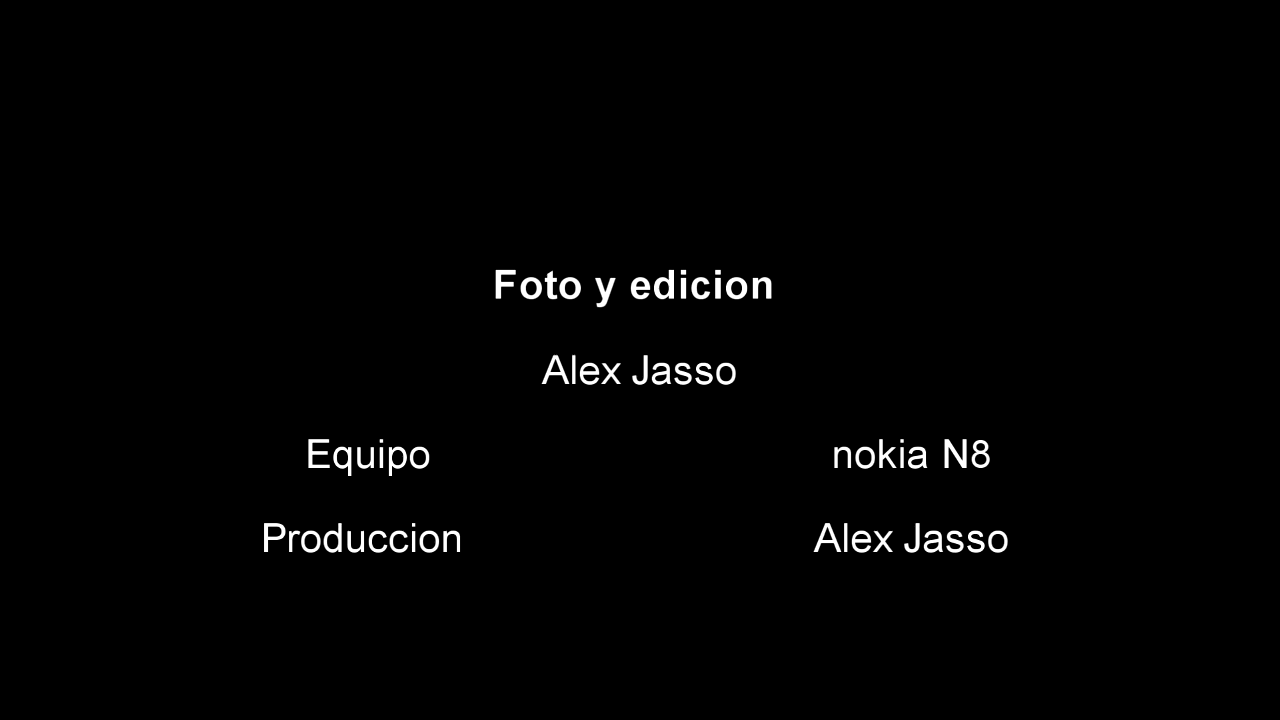 Foto y edicion
Alex Jasso
Equipo nokia N8
Produccion Alex Jasso